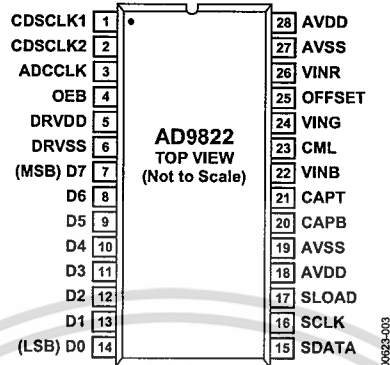 CDSCLK1 1 28 AVDD
CDSCLK2 2 27 AVSS
ADCCLK 3 26 VINR
OEB 4 25 OFFSET
DRVDD 5 24 VING
DRVSS 6 23 CML
(MSB) D7 7 22 VINB
D6 8 21 CAPT
D5 9 20 CAPB
D4 10 19 AVSS
D3 11 18 AVDD
D2 12 17 SLOAD
D1 13 16 SCLK
(LSB) D0 14 15 SDATA
AD9822
TOP VIEW
(Not to Scale)
00623-003